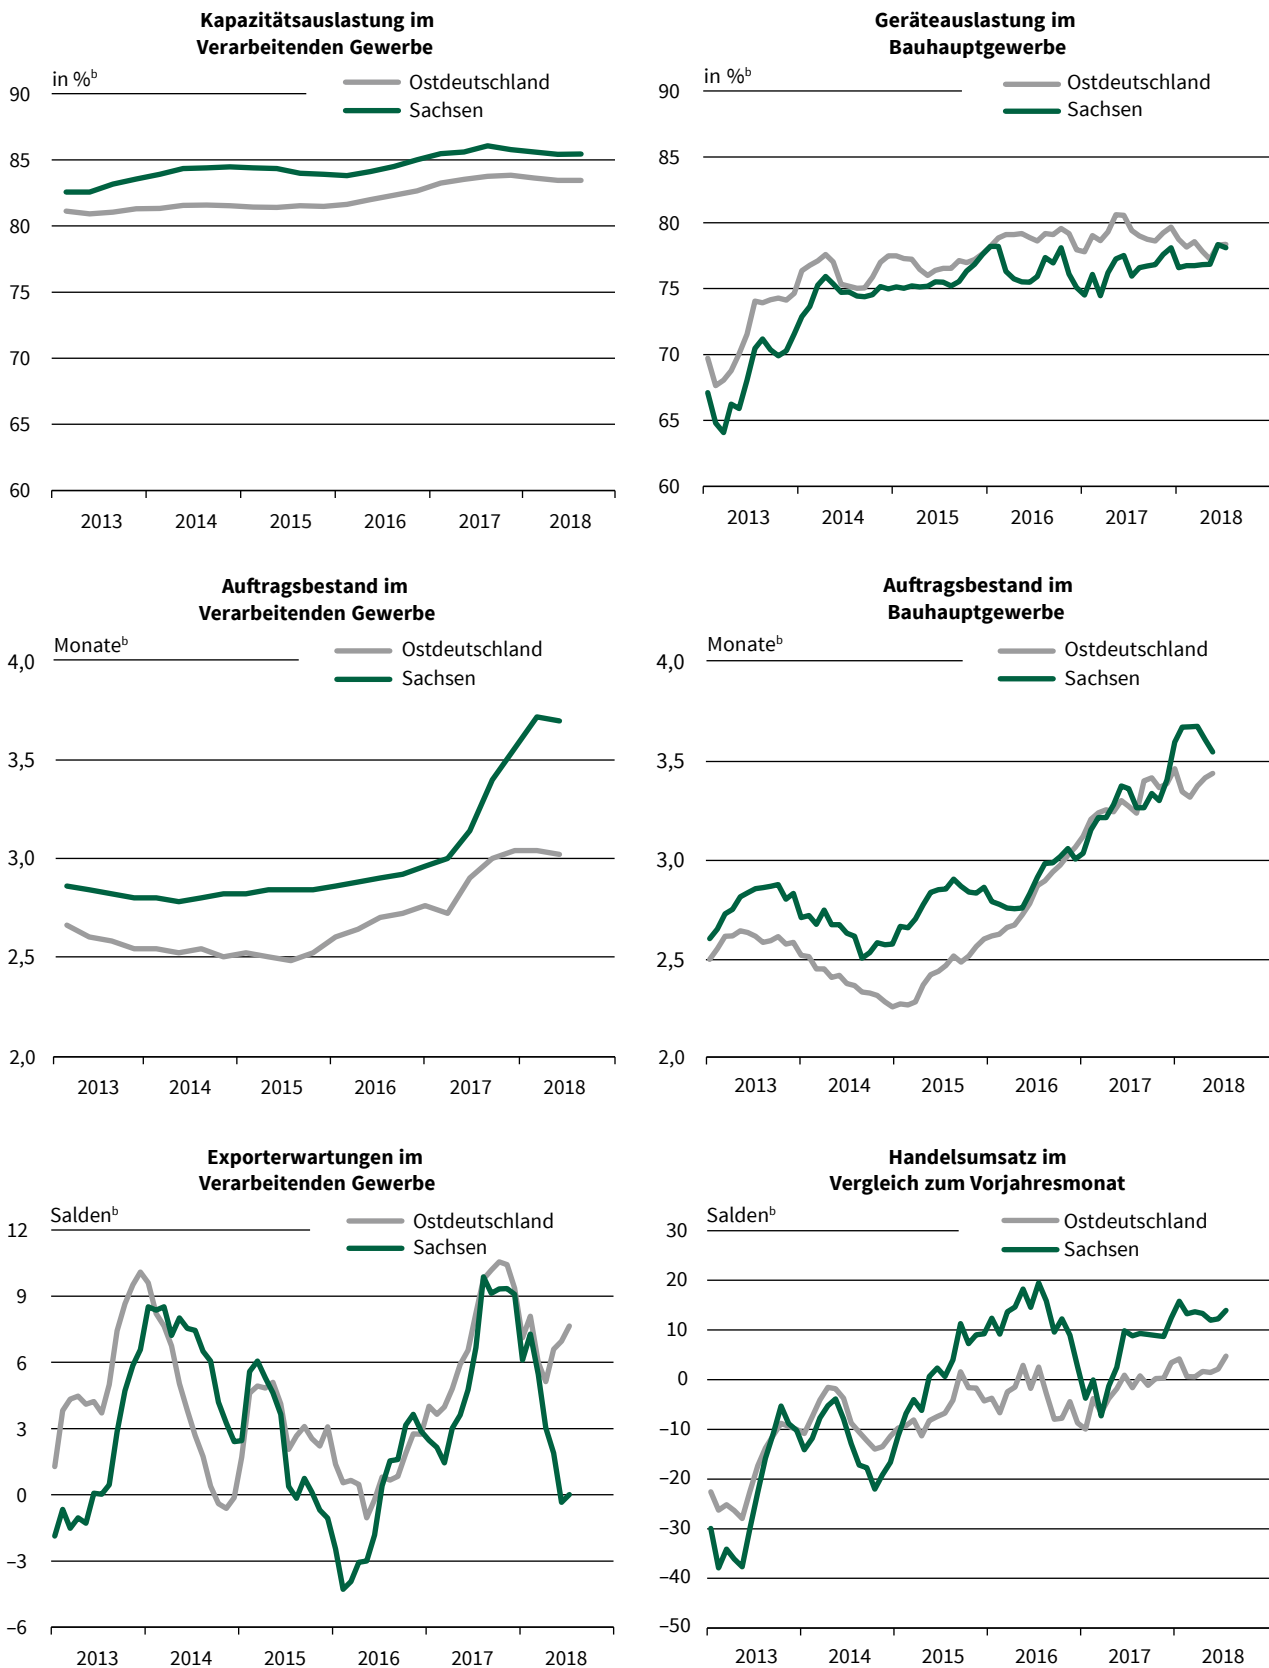 Kapazitätsauslastung im
Verarbeitenden Gewerbe
in %ᵇ
Ostdeutschland
Sachsen
90
85
80
75
70
65
60
2013 2014 2015 2016 2017 2018
Geräteauslastung im
Bauhauptgewerbe
in %ᵇ
Ostdeutschland
Sachsen
90
85
80
75
70
65
60
2013 2014 2015 2016 2017 2018
Auftragsbestand im
Verarbeitenden Gewerbe
Monateᵇ
Ostdeutschland
Sachsen
4,0
3,5
3,0
2,5
2,0
2013 2014 2015 2016 2017 2018
Auftragsbestand im
Bauhauptgewerbe
Monateᵇ
Ostdeutschland
Sachsen
4,0
3,5
3,0
2,5
2,0
2013 2014 2015 2016 2017 2018
Exporterwartungen im
Verarbeitenden Gewerbe
Saldenᵇ
Ostdeutschland
Sachsen
12
9
6
3
0
–3
–6
2013 2014 2015 2016 2017 2018
Handelsumsatz im
Vergleich zum Vorjahresmonat
Saldenᵇ
Ostdeutschland
Sachsen
30
20
10
0
–10
–20
–30
–40
–50
2013 2014 2015 2016 2017 2018